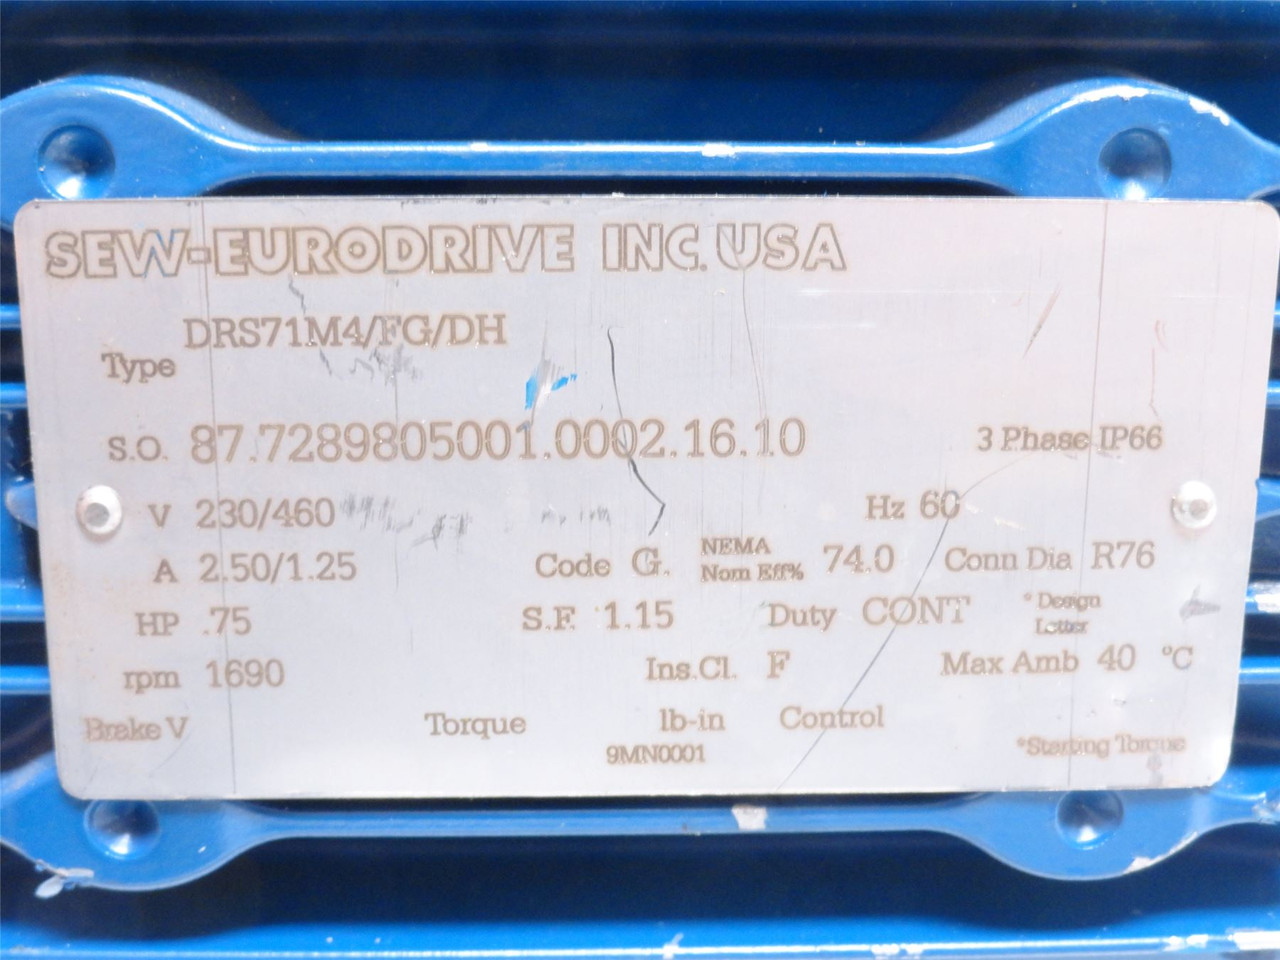 SEW-EURODRIVE INC. USA
Type DRS71M4/FG/DH
S.O. 87.7289805001.0002.16.10 3 Phase IP66
V 230/460 Hz 60
A 2.50/1.25 Code G. NEMA Nom Eff% 74.0 Conn Dia R76
HP .75 S.F. 1.15 Duty CONT *Design Letter
rpm 1690 Ins.Cl. F Max Amb 40 °C
Brake V Torque lb-in Control
9MN0001 *Starting Torque